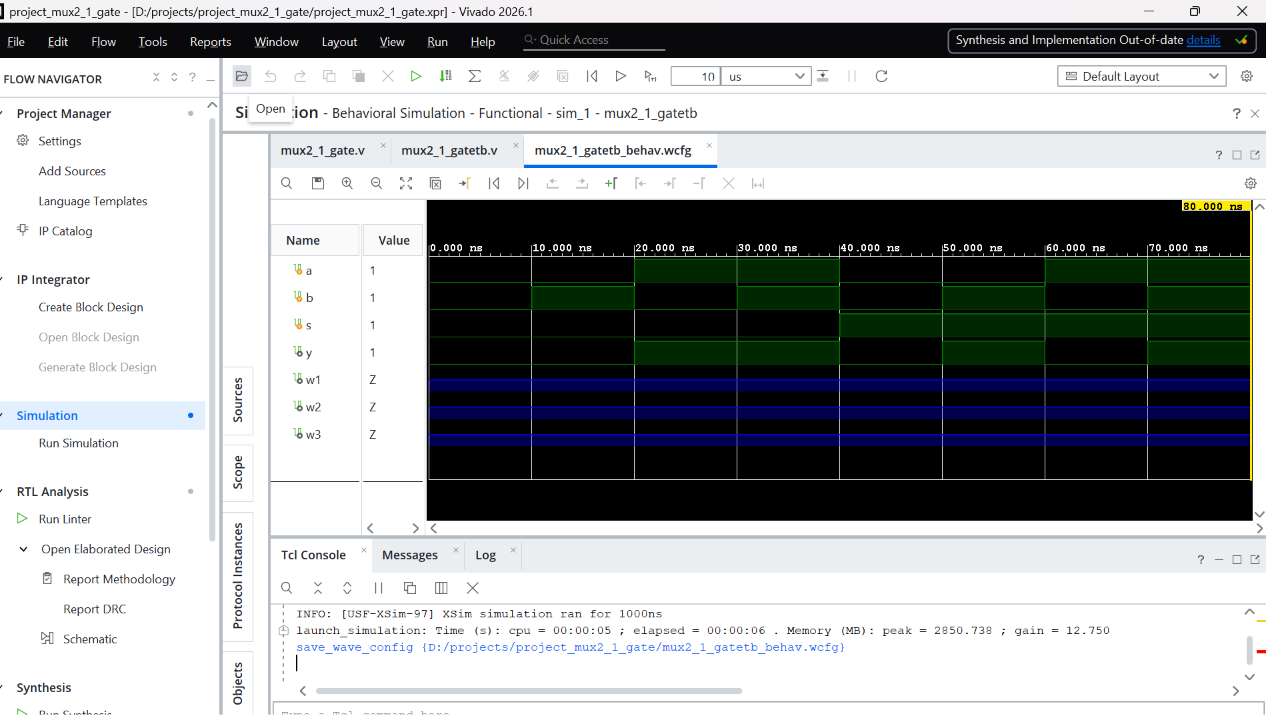 project_mux2_1_gate - [D:/projects/project_mux2_1_gate/project_mux2_1_gate.xpr] - Vivado 2026.1
File Edit Flow Tools Reports Window Layout View Run Help Quick Access
Synthesis and Implementation Out-of-date details
FLOW NAVIGATOR
10 us
Default Layout
Open
Project Manager
Settings
Add Sources
Language Templates
IP Catalog
IP Integrator
Create Block Design
Open Block Design
Generate Block Design
Simulation
Run Simulation
RTL Analysis
Run Linter
Open Elaborated Design
Report Methodology
Report DRC
Schematic
Synthesis
Run Synthesis
- Behavioral Simulation - Functional - sim_1 - mux2_1_gatetb
Sources
Scope
Protocol Instances
Objects
mux2_1_gate.v mux2_1_gatetb.v mux2_1_gatetb_behav.wcfg
80.000 ns
Name Value
0.000 ns 10.000 ns 20.000 ns 30.000 ns 40.000 ns 50.000 ns 60.000 ns 70.000 ns
a 1
b 1
s 1
y 1
w1 Z
w2 Z
w3 Z
Tcl Console Messages Log
INFO: [USF-XSim-97] XSim simulation ran for 1000ns
launch_simulation: Time (s): cpu = 00:00:05 ; elapsed = 00:00:06 . Memory (MB): peak = 2850.738 ; gain = 12.750
save_wave_config {D:/projects/project_mux2_1_gate/mux2_1_gatetb_behav.wcfg}
Type a Tcl command here